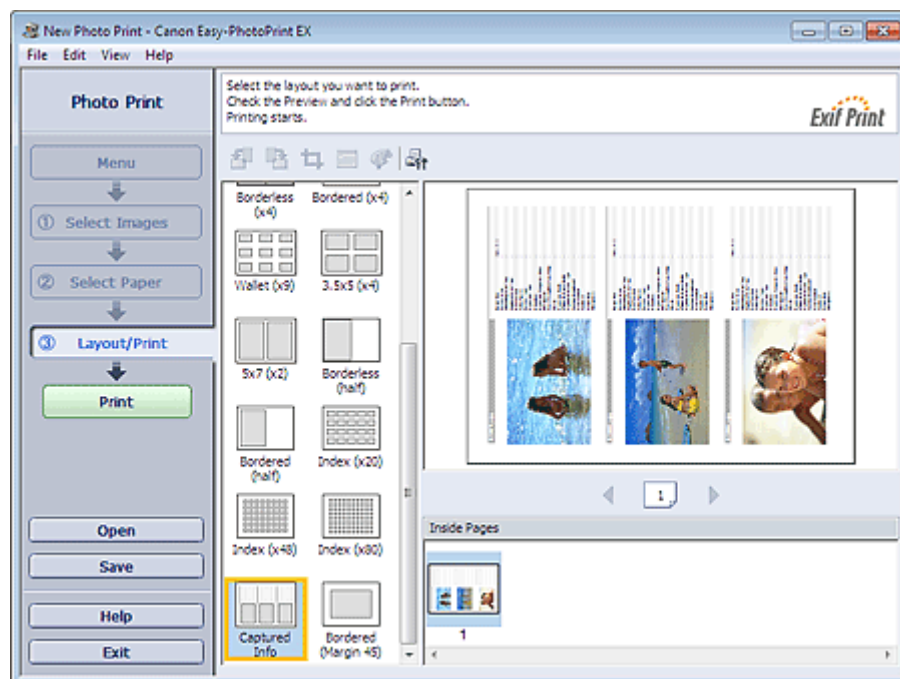 New Photo Print - Canon Easy-PhotoPrint EX
File Edit View Help
Photo Print
Select the layout you want to print.
Check the Preview and click the Print button.
Printing starts.
Exif Print
Menu
① Select Images
② Select Paper
③ Layout/Print
Print
Open
Save
Help
Exit
Borderless
(x4)
Bordered (x4)
Wallet (x9)
3.5x5 (x4)
5x7 (x2)
Borderless
(half)
Bordered
(half)
Index (x20)
Index (x48)
Index (x80)
Captured
Info
Bordered
(Margin 45)
1
Inside Pages
1